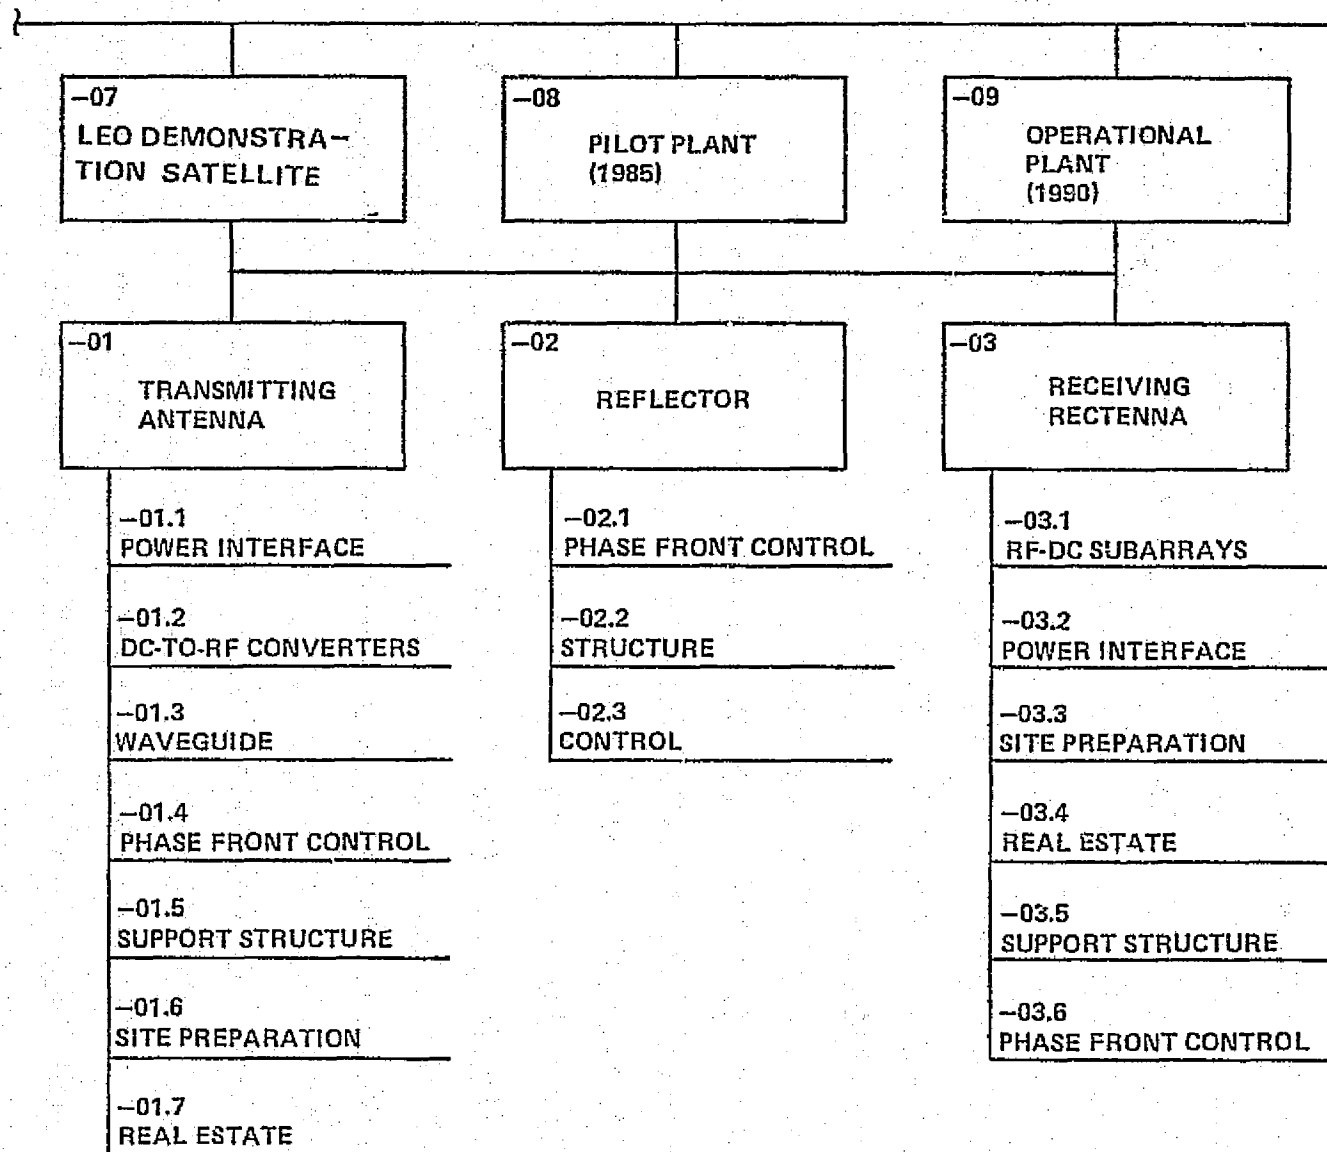 –07
LEO DEMONSTRA–
TION SATELLITE
–08
PILOT PLANT
(1985)
–09
OPERATIONAL
PLANT
(1990)
–01
TRANSMITTING
ANTENNA
–02
REFLECTOR
–03
RECEIVING
RECTENNA
–01.1
POWER INTERFACE
–01.2
DC-TO-RF CONVERTERS
–01.3
WAVEGUIDE
–01.4
PHASE FRONT CONTROL
–01.5
SUPPORT STRUCTURE
–01.6
SITE PREPARATION
–01.7
REAL ESTATE
–02.1
PHASE FRONT CONTROL
–02.2
STRUCTURE
–02.3
CONTROL
–03.1
RF-DC SUBARRAYS
–03.2
POWER INTERFACE
–03.3
SITE PREPARATION
–03.4
REAL ESTATE
–03.5
SUPPORT STRUCTURE
–03.6
PHASE FRONT CONTROL